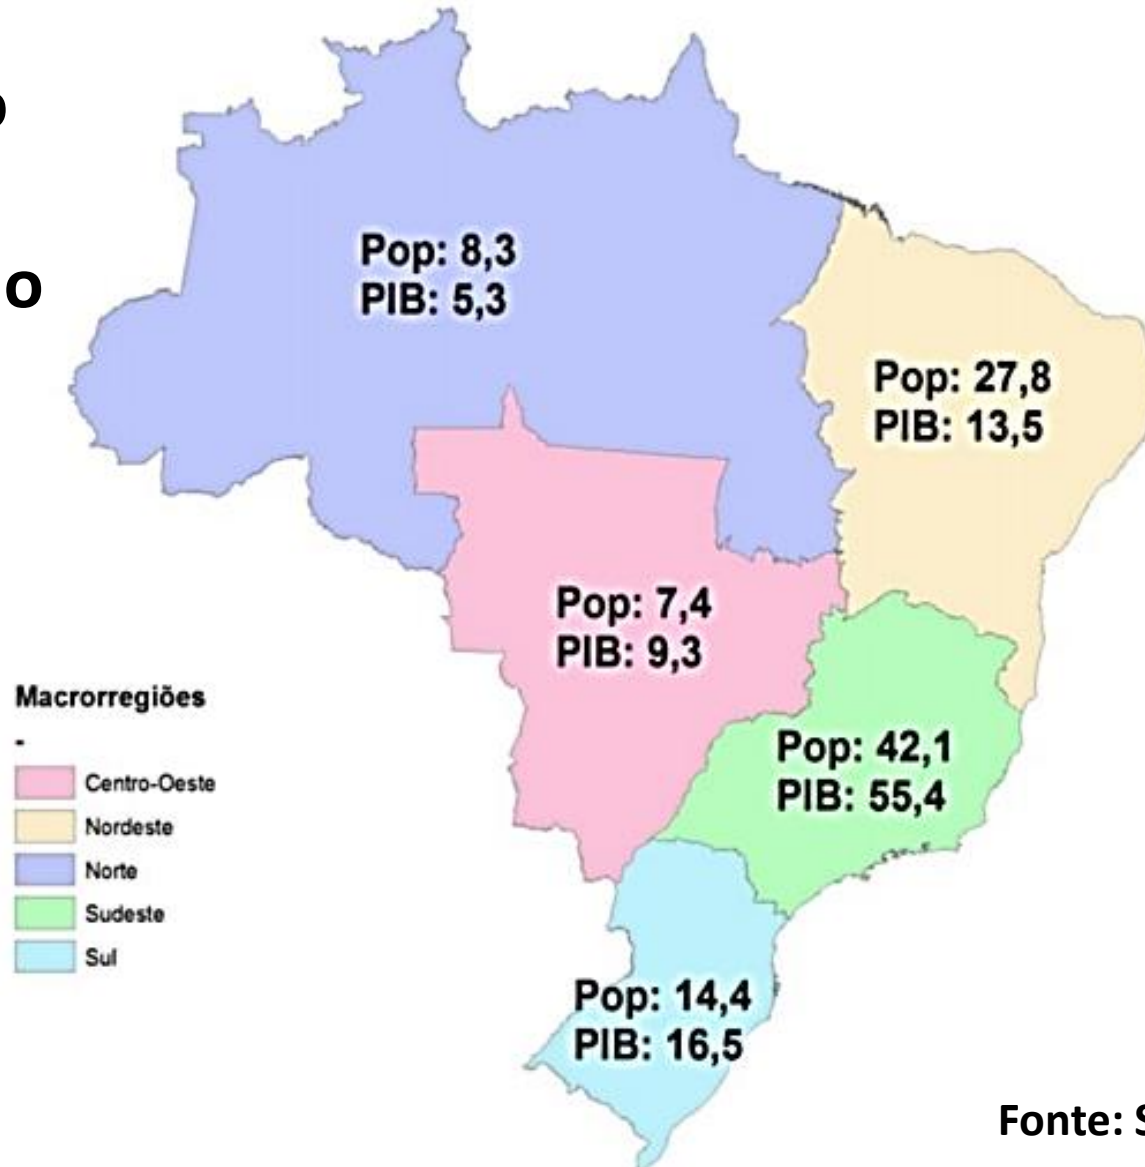 o
Pop: 8,3
PIB: 5,3
Pop: 27,8
PIB: 13,5
Pop: 7,4
PIB: 9,3
Pop: 42,1
PIB: 55,4
Macrorregiões
-
Centro-Oeste
Nordeste
Norte
Sudeste
Sul
Pop: 14,4
PIB: 16,5
Fonte: S